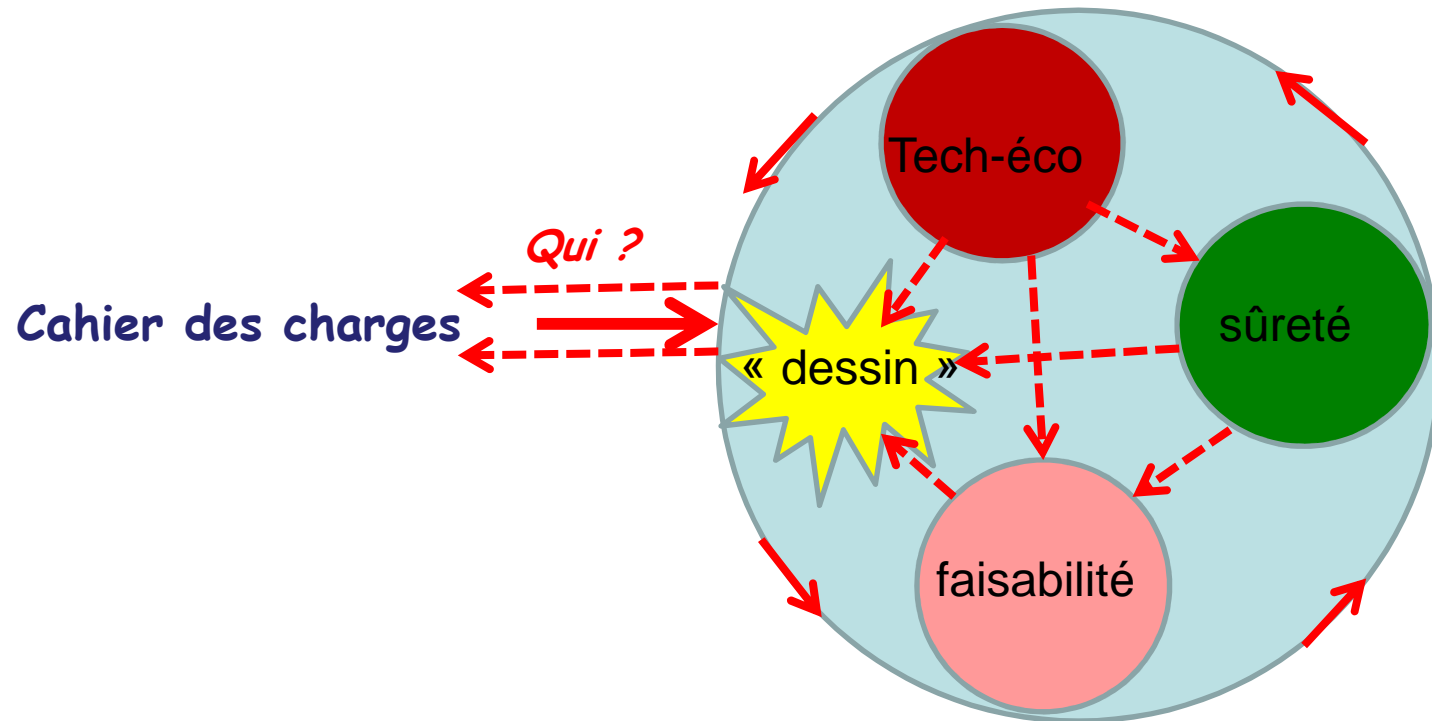 Tech-éco
Qui ?
Cahier des charges
sûreté
« dessin »
faisabilité